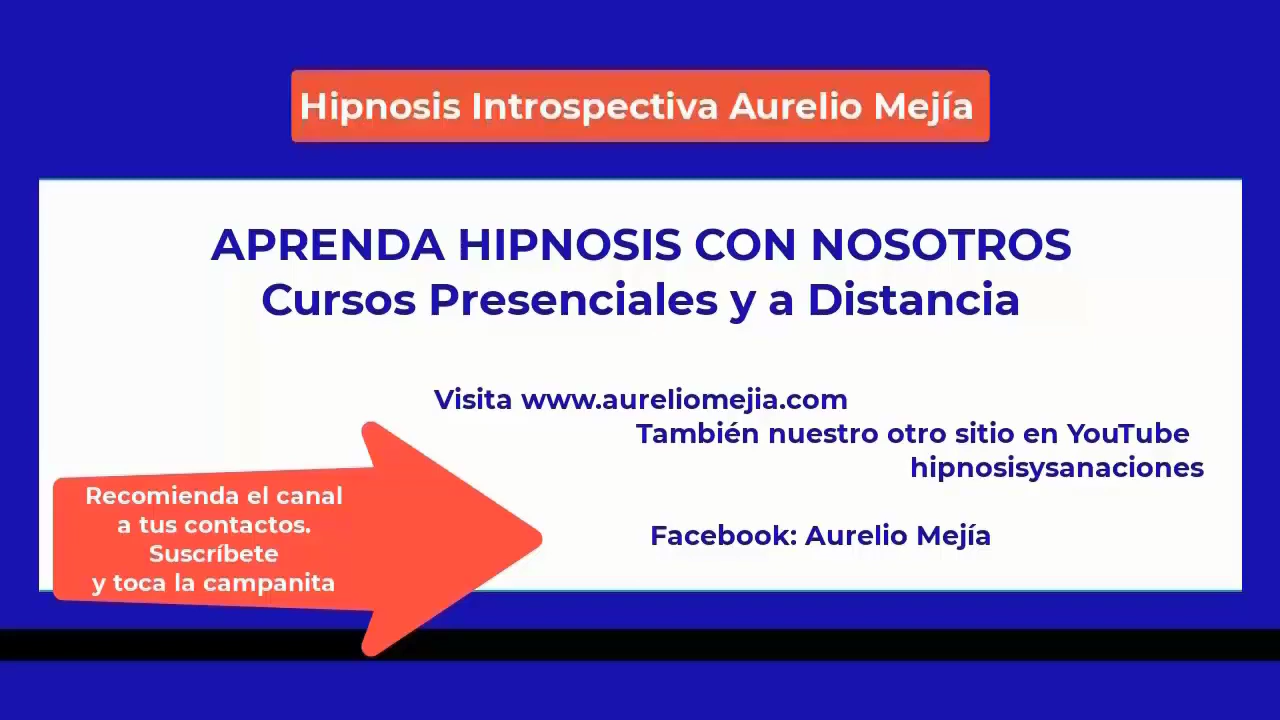 Hipnosis Introspectiva Aurelio Mejía
APRENDA HIPNOSIS CON NOSOTROS
Cursos Presenciales y a Distancia
Visita www.aureliomejia.com
También nuestro otro sitio en YouTube
hipnosisysanaciones
Facebook: Aurelio Mejía
Recomienda el canal
a tus contactos.
Suscríbete
y toca la campanita